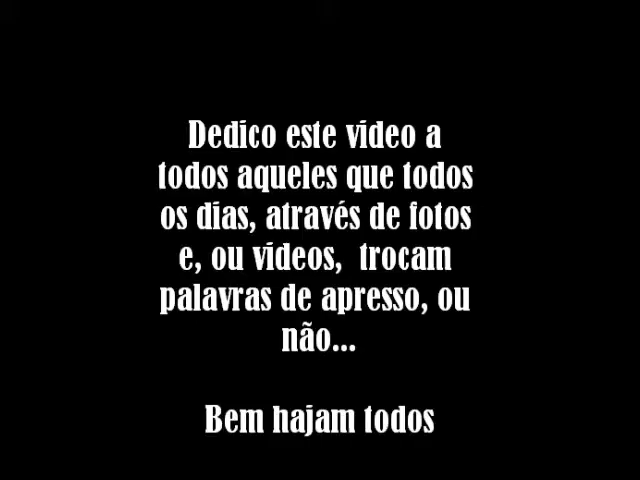 Dedico este video a
todos aqueles que todos
os dias, através de fotos
e, ou videos, trocam
palavras de apresso, ou
não...
Bem hajam todos